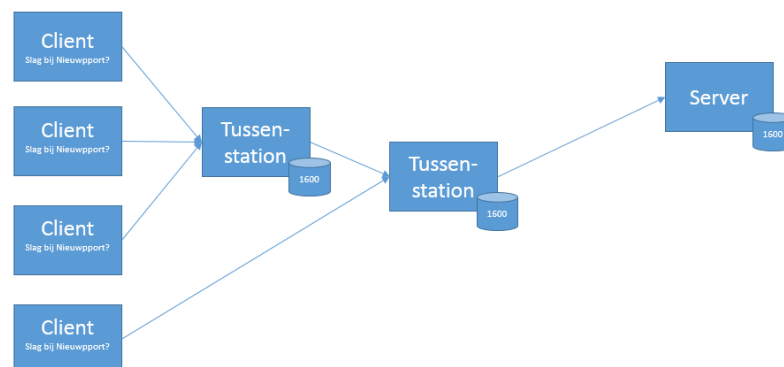 Client
Slag bij Nieuwpport?
Client
Slag bij Nieuwpport?
Client
Slag bij Nieuwpport?
Client
Slag bij Nieuwpport?
Tussen-
station
1600
Tussen-
station
1600
Server
1600